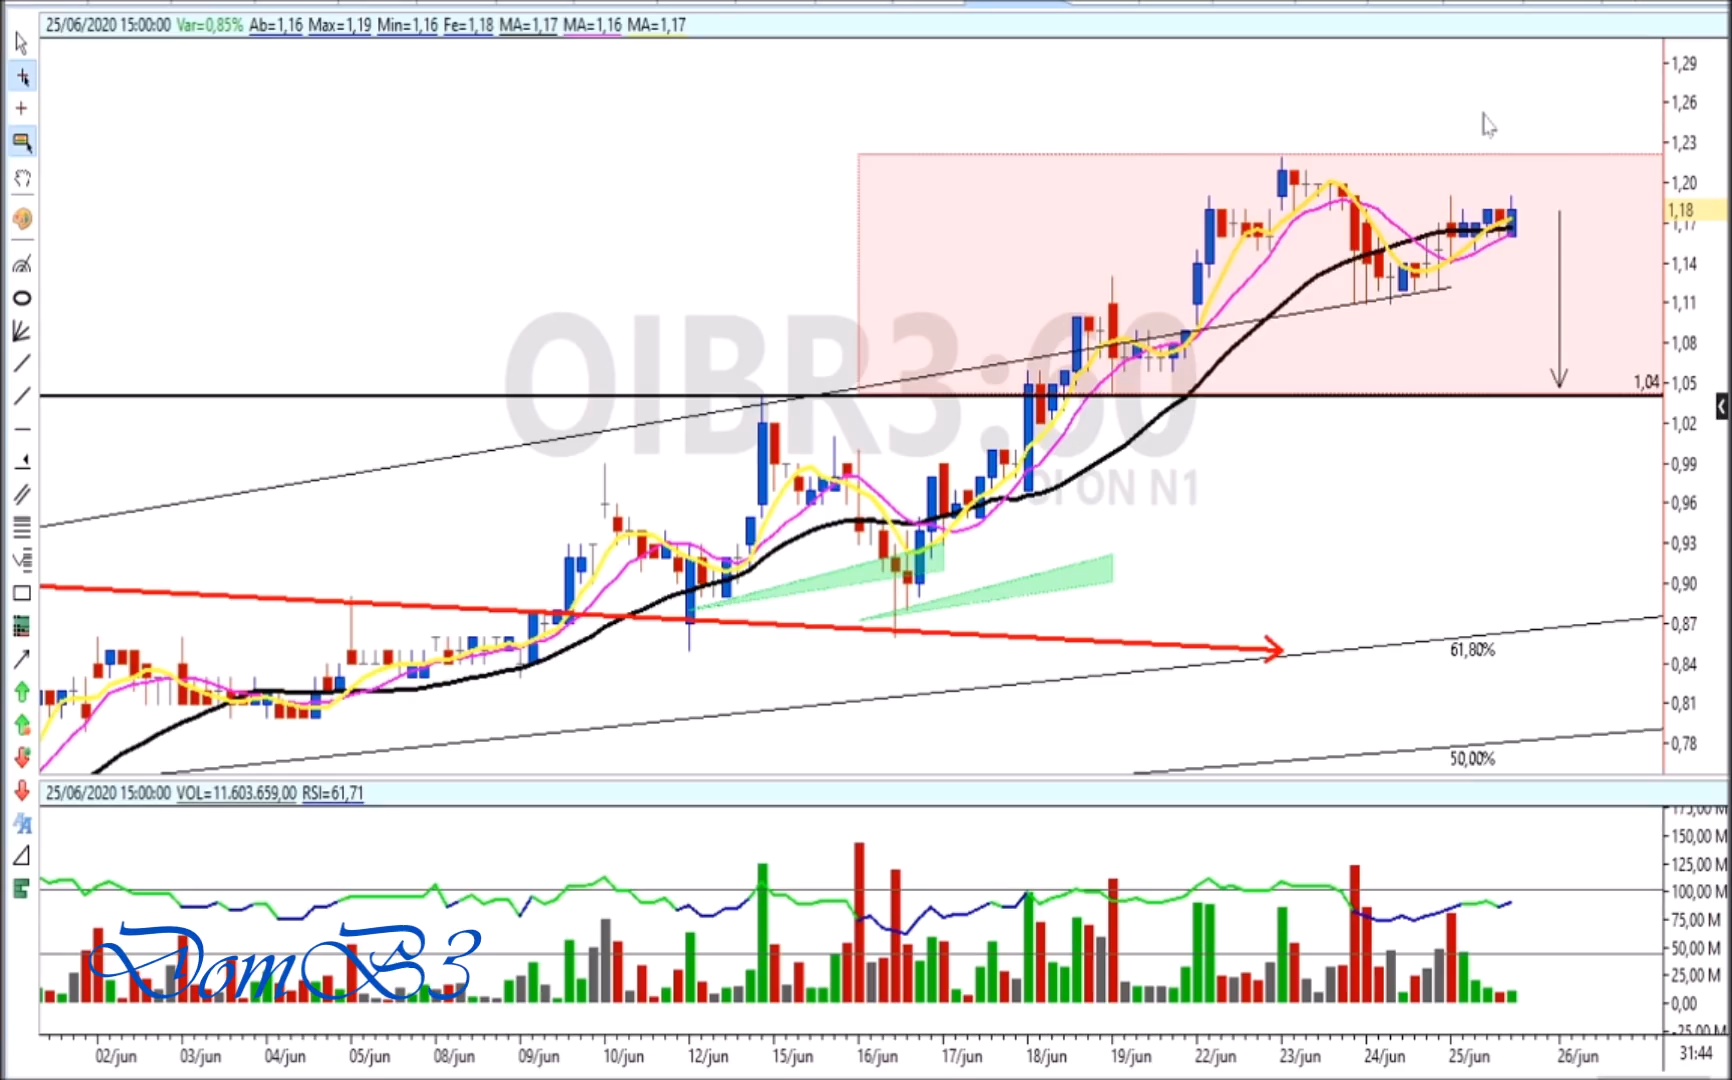 25/06/2020 15:00:00 Var=0,85% Ab=1,16 Max=1,19 Min=1,16 Fe=1,18 MA=1,17 MA=1,16 MA=1,17
1,29
1,26
1,23
1,20
1,18
1,17
1,14
1,11
1,08
1,04
1,05
1,02
0,99
0,96
0,93
0,90
0,87
0,84
0,81
0,78
OIBR3:60
OI ON N1
61,80%
50,00%
25/06/2020 15:00:00 VOL=11.603.659,00 RSI=61,71
175,00 M
150,00 M
125,00 M
100,00 M
75,00 M
50,00 M
25,00 M
0,00
-25,00 M
DomB3
02/jun 03/jun 04/jun 05/jun 08/jun 09/jun 10/jun 12/jun 15/jun 16/jun 17/jun 18/jun 19/jun 22/jun 23/jun 24/jun 25/jun 26/jun 31:44